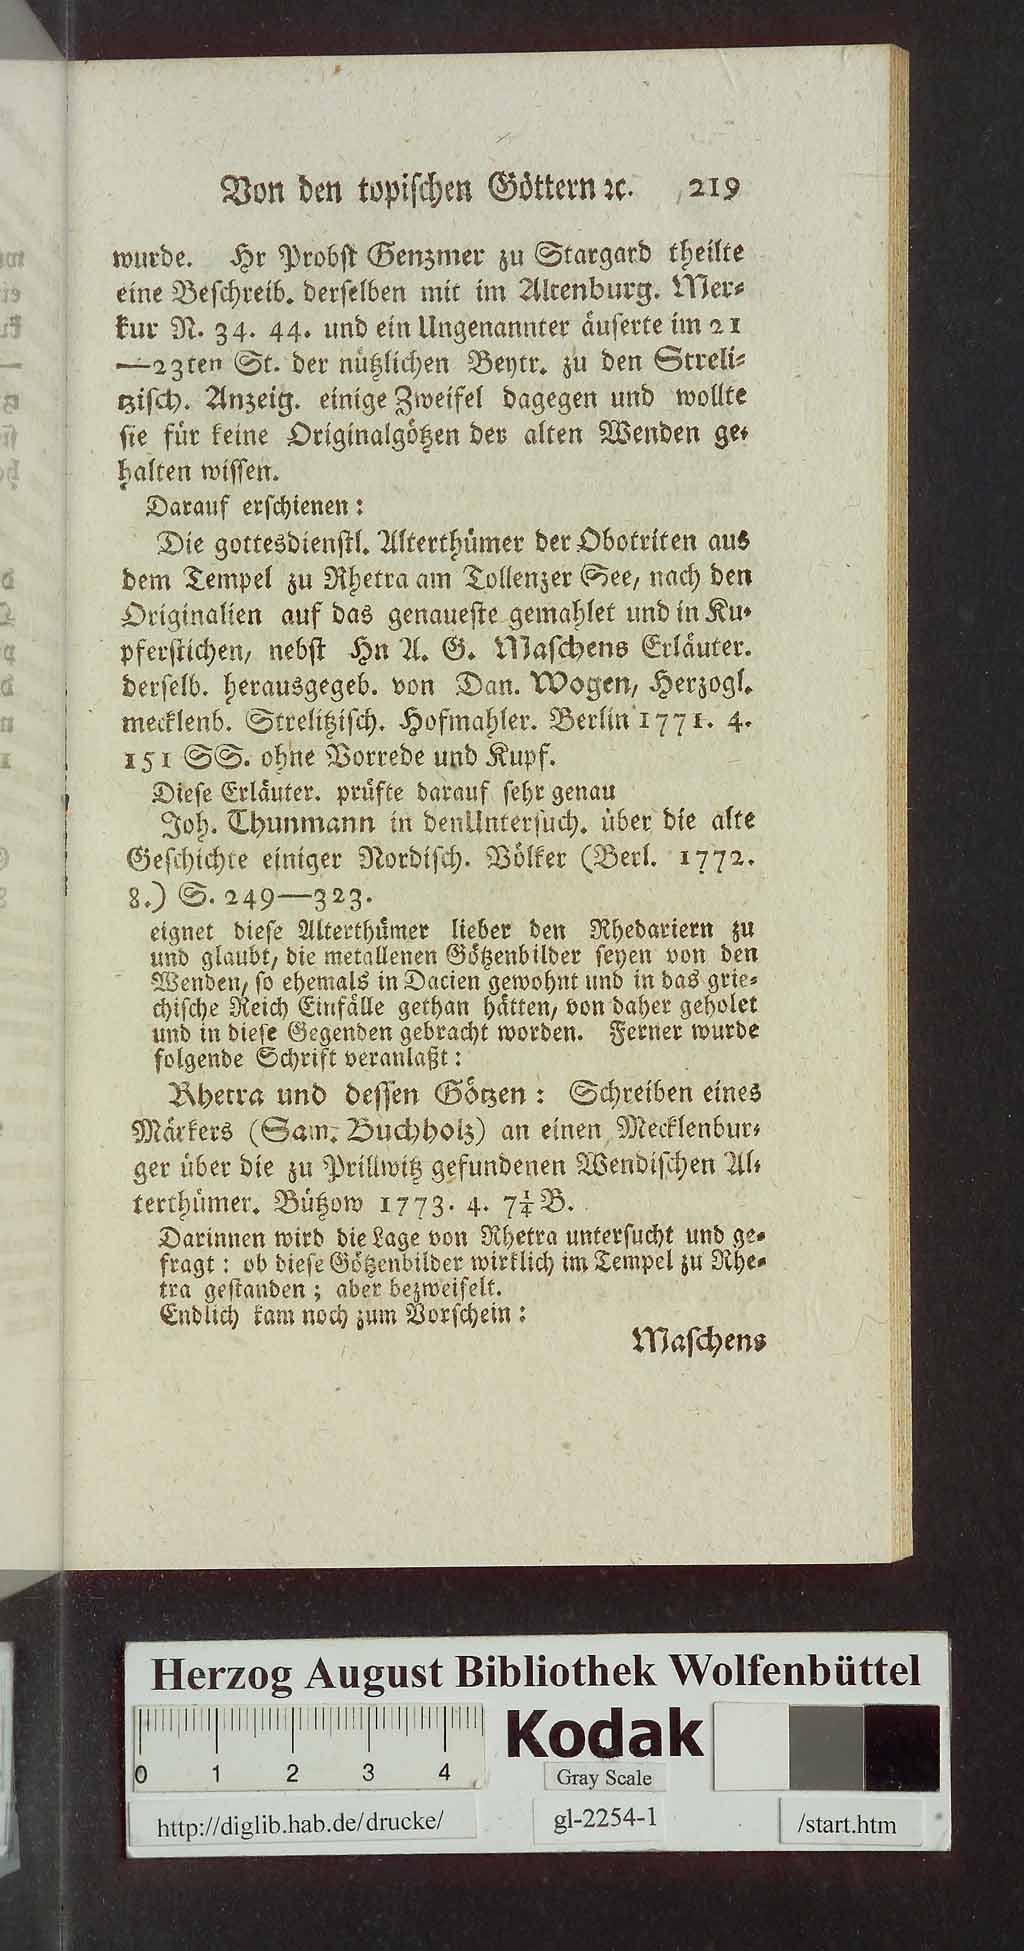 Von den topischen Göttern ꝛc. 219
wurde. Hr Probst Genzmer zu Stargard theilte
eine Beschreib. derselben mit im Altenburg. Mer⸗
kur N. 34. 44. und ein Ungenannter äuserte im 21
—23ten St. der nützlichen Beytr. zu den Streli⸗
tzisch. Anzeig. einige Zweifel dagegen und wollte
sie für keine Originalgötzen der alten Wenden ge⸗
halten wissen.
Darauf erschienen:
Die gottesdienstl. Alterthümer der Obotriten aus
dem Tempel zu Rhetra am Tollenzer See, nach den
Originalien auf das genaueste gemahlet und in Ku⸗
pferstichen, nebst Hn A. G. Maschens Erläuter.
derselb. herausgegeb. von Dan. Wogen, Herzogl.
mecklenb. Strelitzisch. Hofmahler. Berlin 1771. 4.
151 SS. ohne Vorrede und Kupf.
Diese Erläuter. prüfte darauf sehr genau
Joh. Thunmann in den Untersuch. über die alte
Geschichte einiger Nordisch. Völker (Berl. 1772.
8.) S. 249—323.
eignet diese Alterthümer lieber den Rhedariern zu
und glaubt, die metallenen Götzenbilder seyen von den
Wenden, so ehemals in Dacien gewohnt und in das grie⸗
chische Reich Einfälle gethan hätten, von daher geholet
und in diese Gegenden gebracht worden. Ferner wurde
folgende Schrift veranlaßt:
Rhetra und dessen Götzen: Schreiben eines
Märkers (Sam. Buchholz) an einen Mecklenbur⸗
ger über die zu Prillwitz gefundenen Wendischen Al⸗
terthümer. Bützow 1773. 4. 7¼ B.
Darinnen wird die Lage von Rhetra untersucht und ge⸗
fragt: ob diese Götzenbilder wirklich im Tempel zu Rhe⸗
tra gestanden; aber bezweifelt.
Endlich kam noch zum Vorschein:
Maschens
Herzog August Bibliothek Wolfenbüttel
0 1 2 3 4
Kodak
Gray Scale
http://diglib.hab.de/drucke/
gl-2254-1
/start.htm